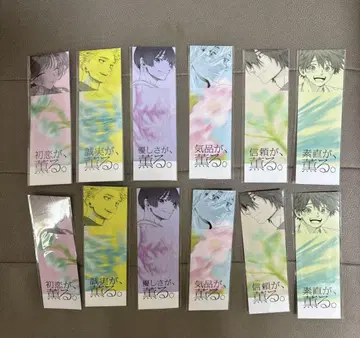 初恋が、
薫る。
誠実が、
薫る。
優しさが、
薫る。
気品が、
薫る。
信頼が、
薫る。
素直が、
薫る。
初恋が、
薫る。
誠実が、
薫る。
優しさが、
薫る。
気品が、
薫る。
信頼が、
薫る。
素直が、
薫る。